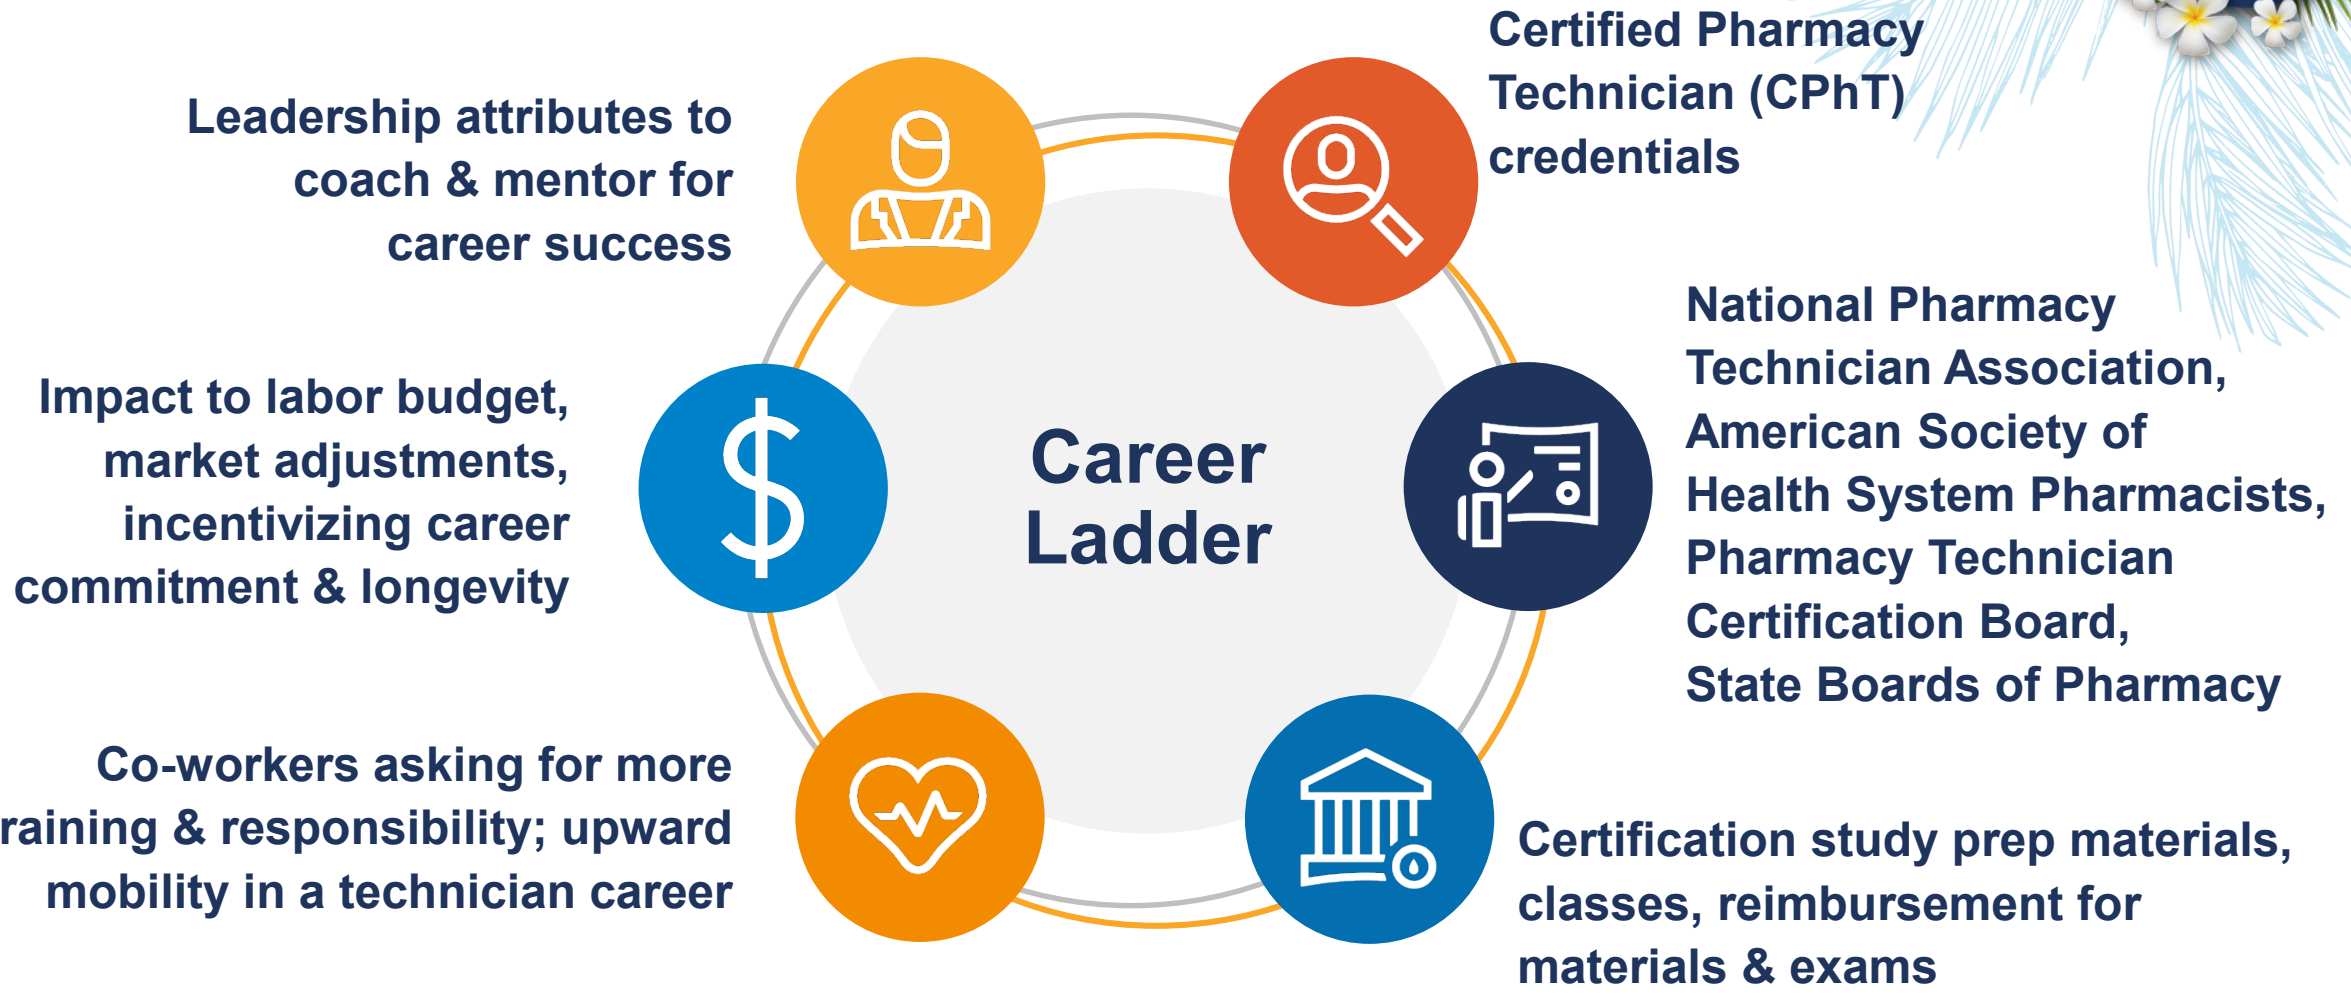 Leadership attributes to
coach & mentor for
career success
Impact to labor budget,
market adjustments,
incentivizing career
commitment & longevity
Co-workers asking for more
raining & responsibility; upward
mobility in a technician career
Career
Ladder
Certified Pharmacy
Technician (CPhT)
credentials
National Pharmacy
Technician Association,
American Society of
Health System Pharmacists,
Pharmacy Technician
Certification Board,
State Boards of Pharmacy
Certification study prep materials,
classes, reimbursement for
materials & exams